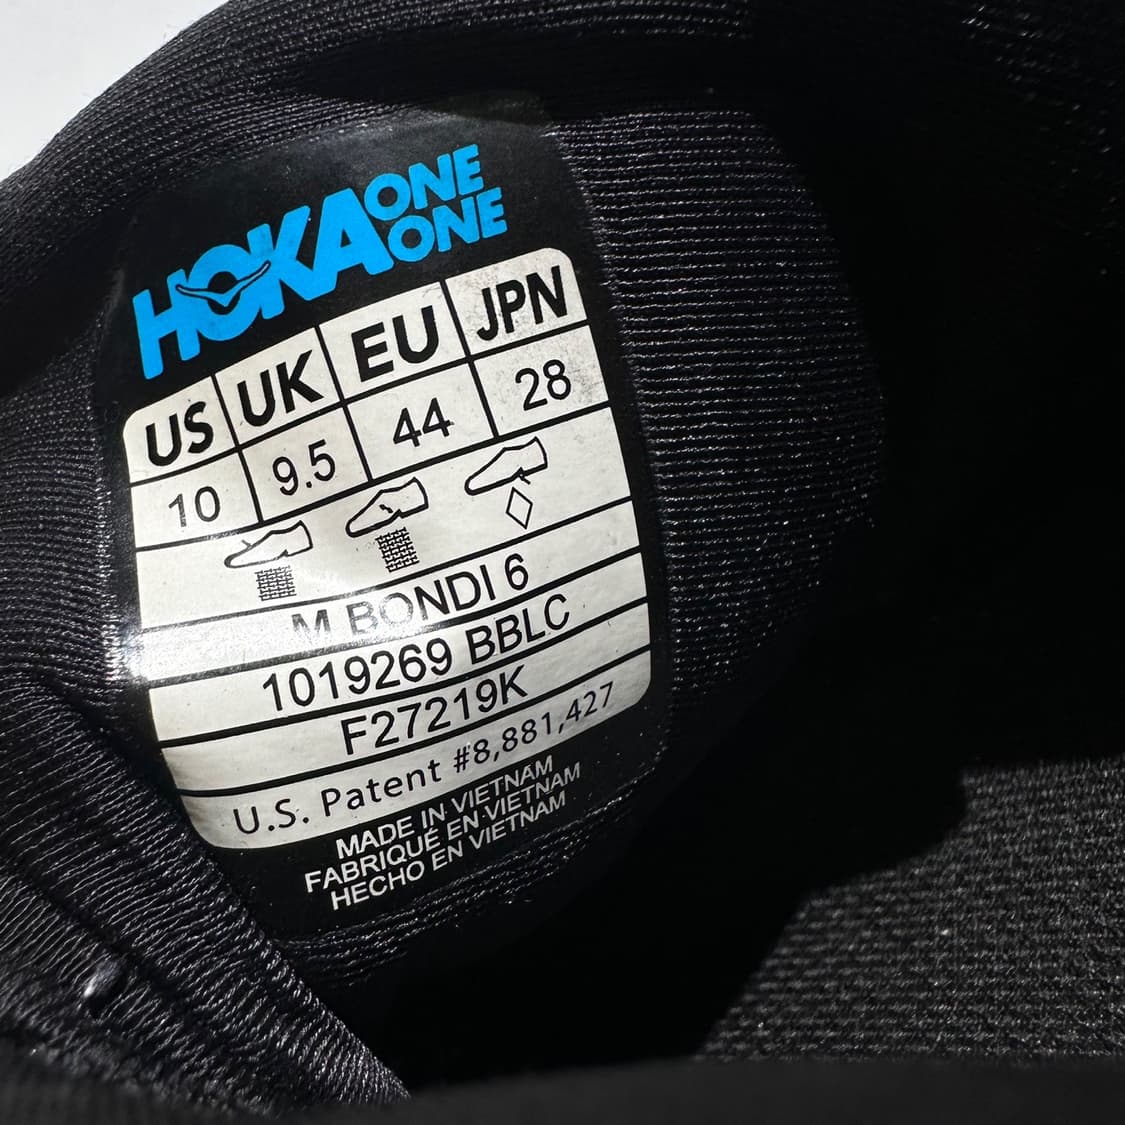 HOKA ONE ONE
US UK EU JPN
10 9.5 44 28
M BONDI 6
1019269 BBLC
F27219K
U.S. Patent #8,881,427
MADE IN VIETNAM
FABRIQUÉ EN VIETNAM
HECHO EN VIETNAM